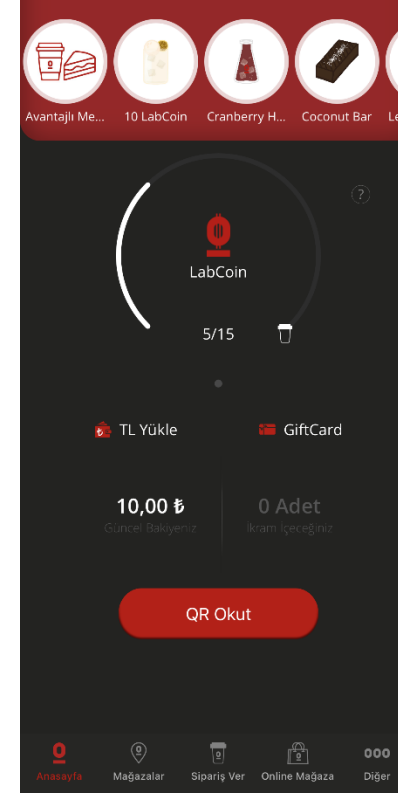 Avantajlı Me...
10 LabCoin
Cranberry H...
Coconut Bar
Le
?
LabCoin
5/15
TL Yükle
GiftCard
10,00 ₺
0 Adet
Güncel Bakiyeniz
İkram İçeceğiniz
QR Okut
Anasayfa
Mağazalar
Sipariş Ver
Online Mağaza
Diğer